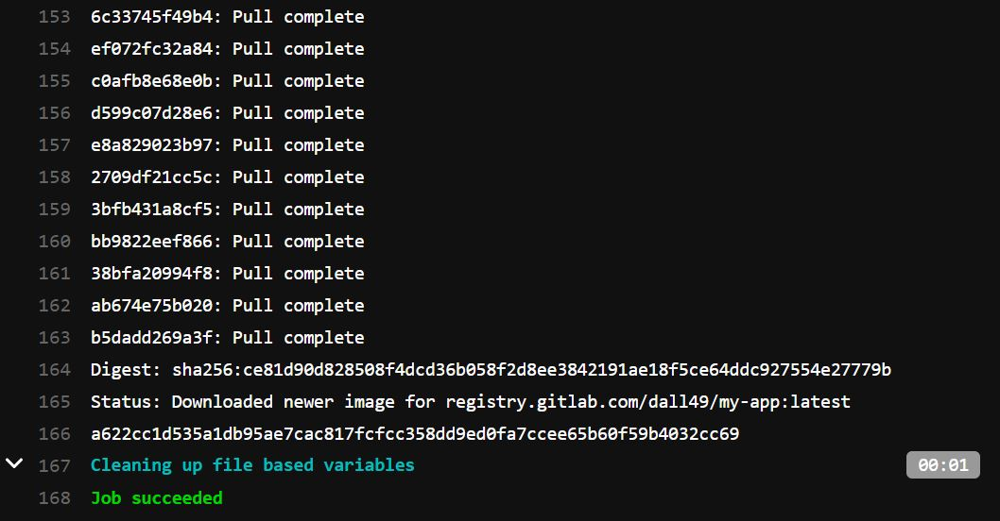 153 6c33745f49b4: Pull complete
154 ef072fc32a84: Pull complete
155 c0afb8e68e0b: Pull complete
156 d599c07d28e6: Pull complete
157 e8a829023b97: Pull complete
158 2709df21cc5c: Pull complete
159 3bfb431a8cf5: Pull complete
160 bb9822eef866: Pull complete
161 38bfa20994f8: Pull complete
162 ab674e75b020: Pull complete
163 b5dadd269a3f: Pull complete
164 Digest: sha256:ce81d90d828508f4dcd36b058f2d8ee3842191ae18f5ce64ddc927554e27779b
165 Status: Downloaded newer image for registry.gitlab.com/dall49/my-app:latest
166 a622cc1d535a1db95ae7cac817fcfcc358dd9ed0fa7ccee65b60f59b4032cc69
167 Cleaning up file based variables 00:01
168 Job succeeded